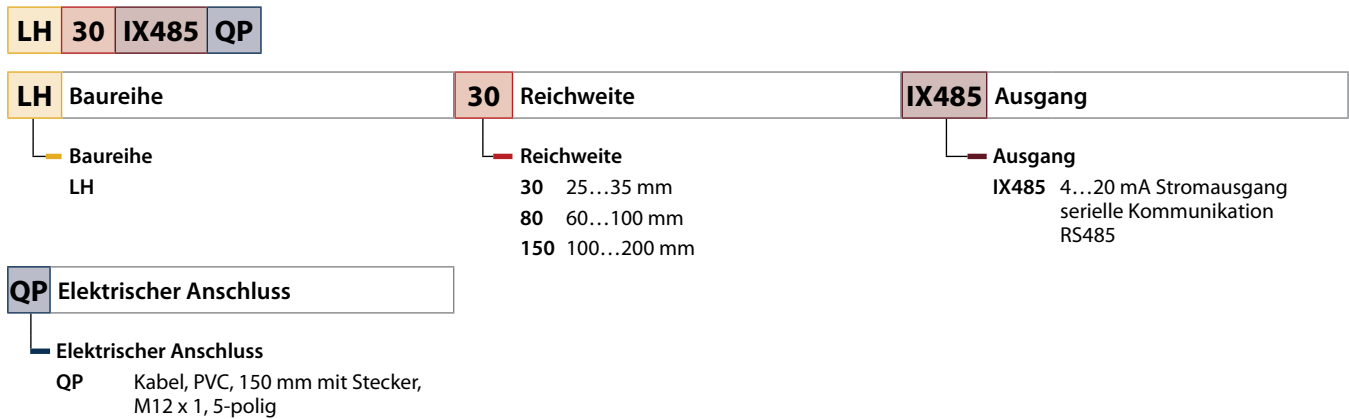 LH 30 IX485 QP
LH Baureihe
30 Reichweite
IX485 Ausgang
Baureihe
LH
Reichweite
30 25…35 mm
80 60…100 mm
150 100…200 mm
Ausgang
IX485 4…20 mA Stromausgang
serielle Kommunikation
RS485
QP Elektrischer Anschluss
Elektrischer Anschluss
QP Kabel, PVC, 150 mm mit Stecker,
M12 x 1, 5-polig